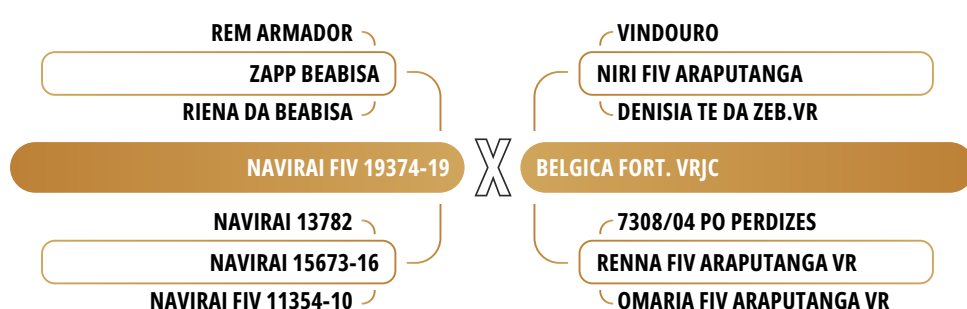 REM ARMADOR
ZAPP BEABISA
RIENA DA BEABISA
NAVIRAI FIV 19374-19
NAVIRAI 13782
NAVIRAI 15673-16
NAVIRAI FIV 11354-10
X
VINDOURO
NIRI FIV ARAPUTANGA
DENISIA TE DA ZEB.VR
BELGICA FORT. VRJC
7308/04 PO PERDIZES
RENNA FIV ARAPUTANGA VR
OMARIA FIV ARAPUTANGA VR